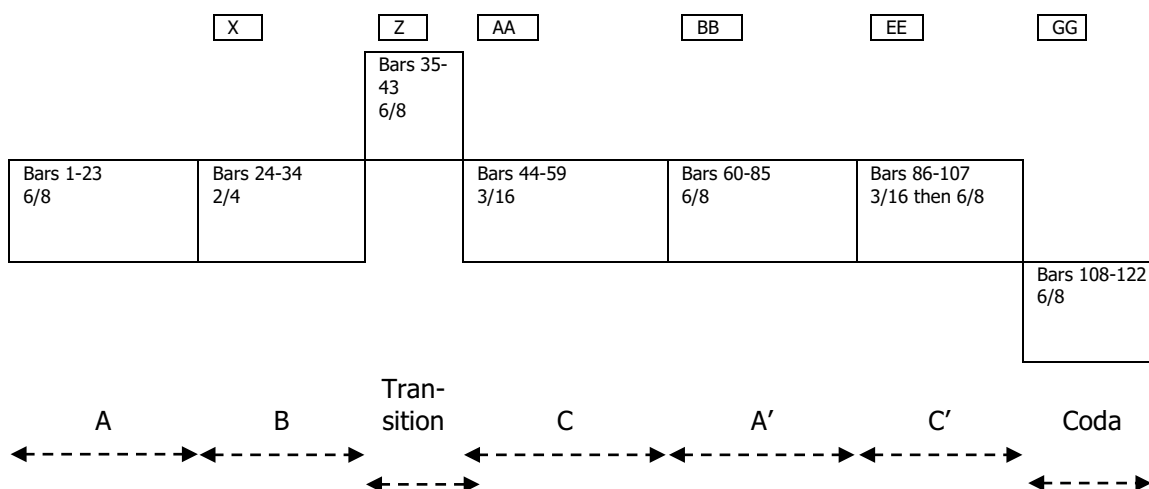 X
Z
AA
BB
EE
GG
Bars 35-
43
6/8
Bars 1-23
6/8
Bars 24-34
2/4
Bars 44-59
3/16
Bars 60-85
6/8
Bars 86-107
3/16 then 6/8
Bars 108-122
6/8
A
B
Tran-
sition
C
A’
C’
Coda